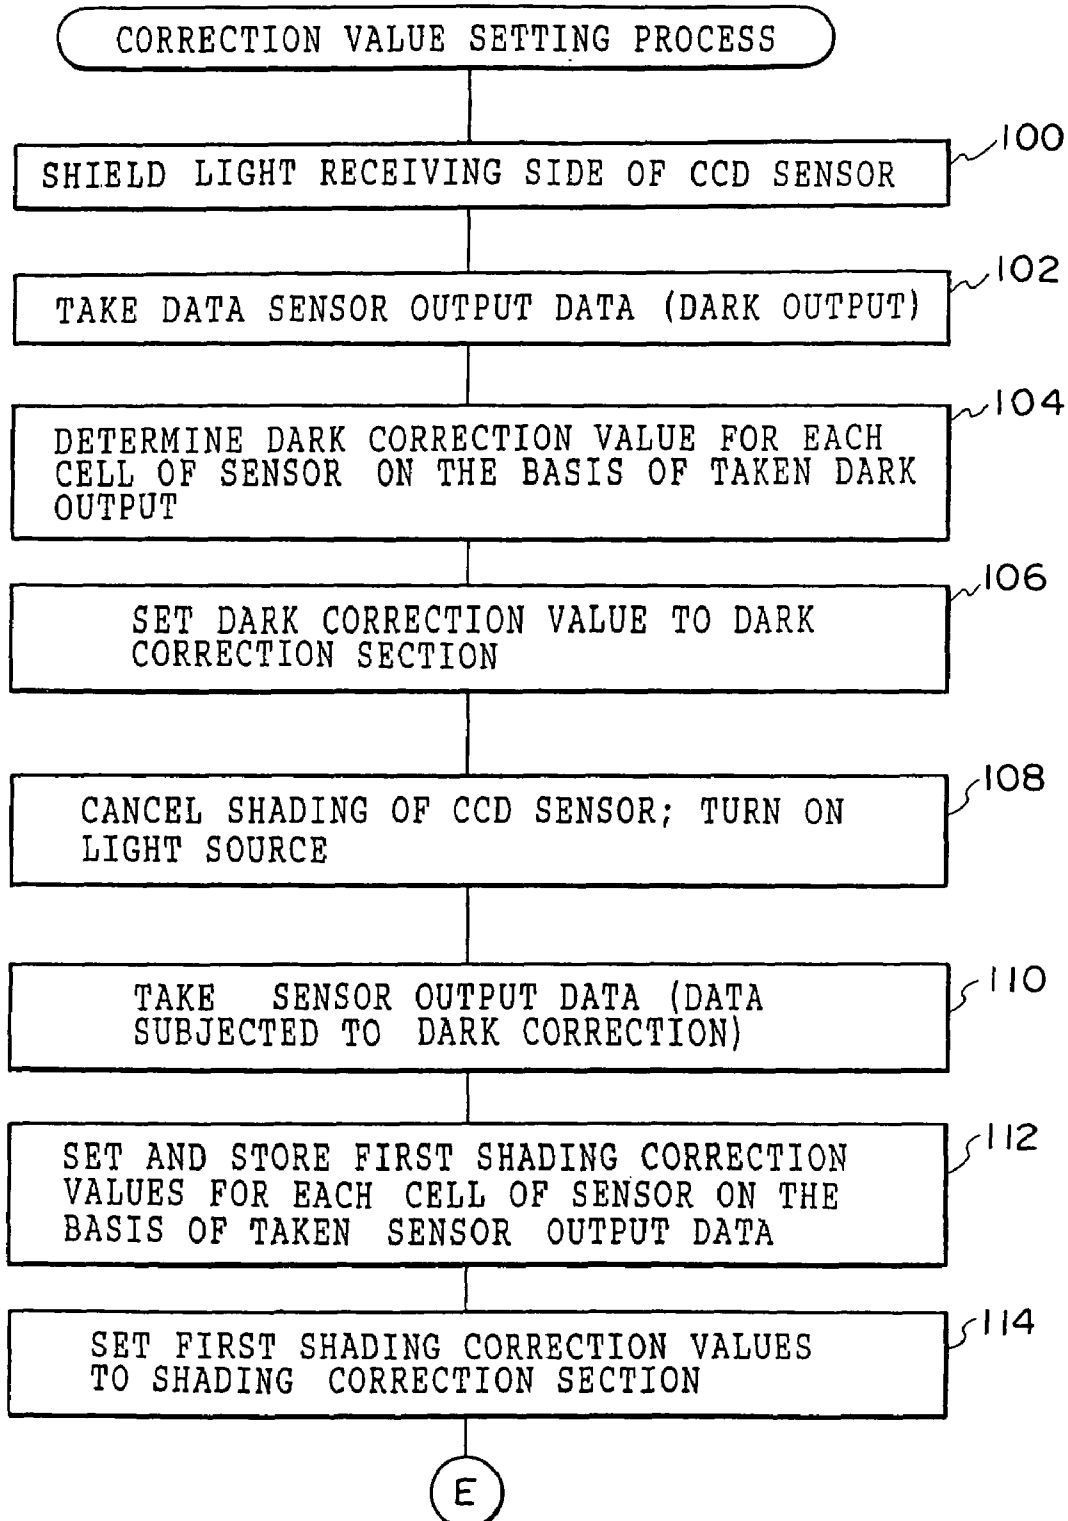 CORRECTION VALUE SETTING PROCESS
100
SHIELD LIGHT RECEIVING SIDE OF CCD SENSOR
102
TAKE DATA SENSOR OUTPUT DATA (DARK OUTPUT)
104
DETERMINE DARK CORRECTION VALUE FOR EACH
CELL OF SENSOR ON THE BASIS OF TAKEN DARK
OUTPUT
106
SET DARK CORRECTION VALUE TO DARK
CORRECTION SECTION
108
CANCEL SHADING OF CCD SENSOR; TURN ON
LIGHT SOURCE
110
TAKE SENSOR OUTPUT DATA (DATA
SUBJECTED TO DARK CORRECTION)
112
SET AND STORE FIRST SHADING CORRECTION
VALUES FOR EACH CELL OF SENSOR ON THE
BASIS OF TAKEN SENSOR OUTPUT DATA
114
SET FIRST SHADING CORRECTION VALUES
TO SHADING CORRECTION SECTION
E